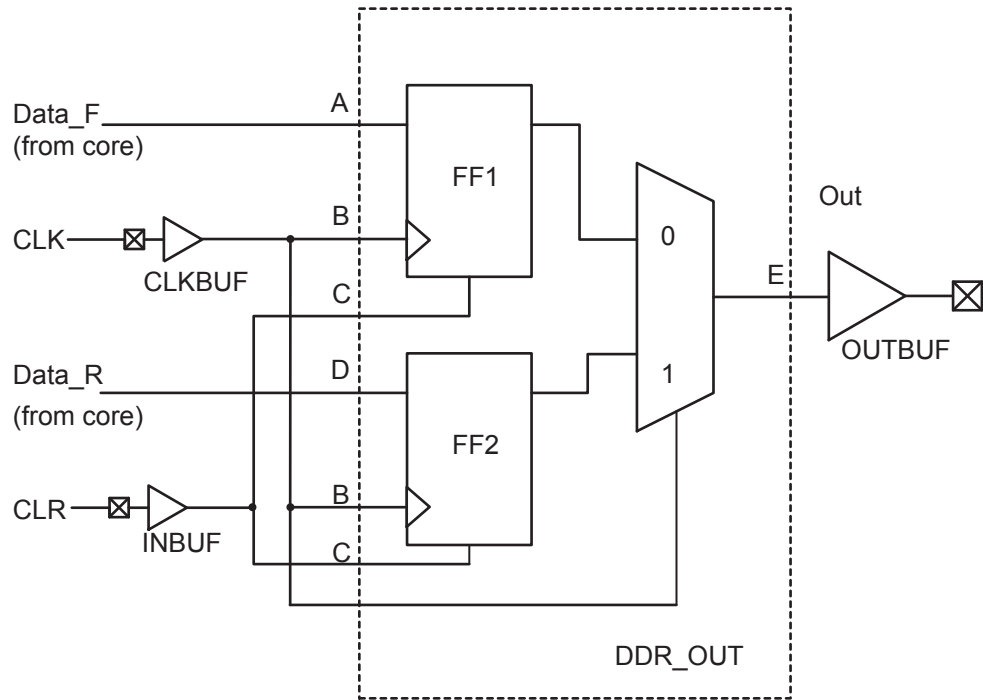 Data_F
(from core)
A
FF1
CLK
CLKBUF
B
C
0
Out
E
OUTBUF
Data_R
(from core)
D
1
FF2
CLR
INBUF
B
C
DDR_OUT